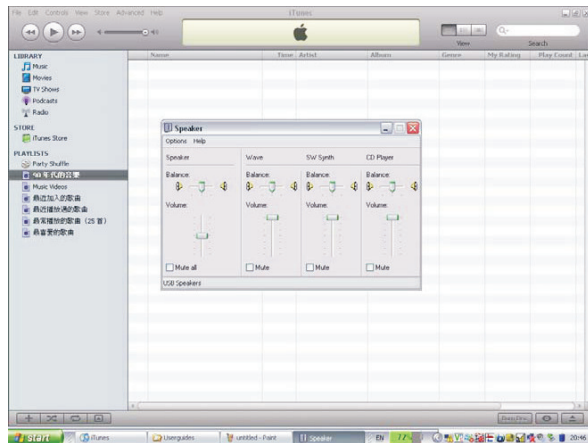 File Edit Controls View Store Advanced Help
iTunes
View
Search
LIBRARY
Name Time Artist Album Genre My Rating Play Count
Music
Movies
TV Shows
Podcasts
Radio
STORE
iTunes Store
PLAYLISTS
Party Shuffle
90 年代的音乐
Music Videos
最近加入的歌曲
最近播放过的歌曲
最常播放的歌曲 (25 首)
最喜爱的歌曲
Speaker
Options Help
Speaker Wave SW Synth CD Player
Balance: Balance: Balance: Balance:
Volume: Volume: Volume: Volume:
Mute all Mute Mute Mute
USB Speakers
start iTunes Userguides untitled - Paint Speaker EN 77%